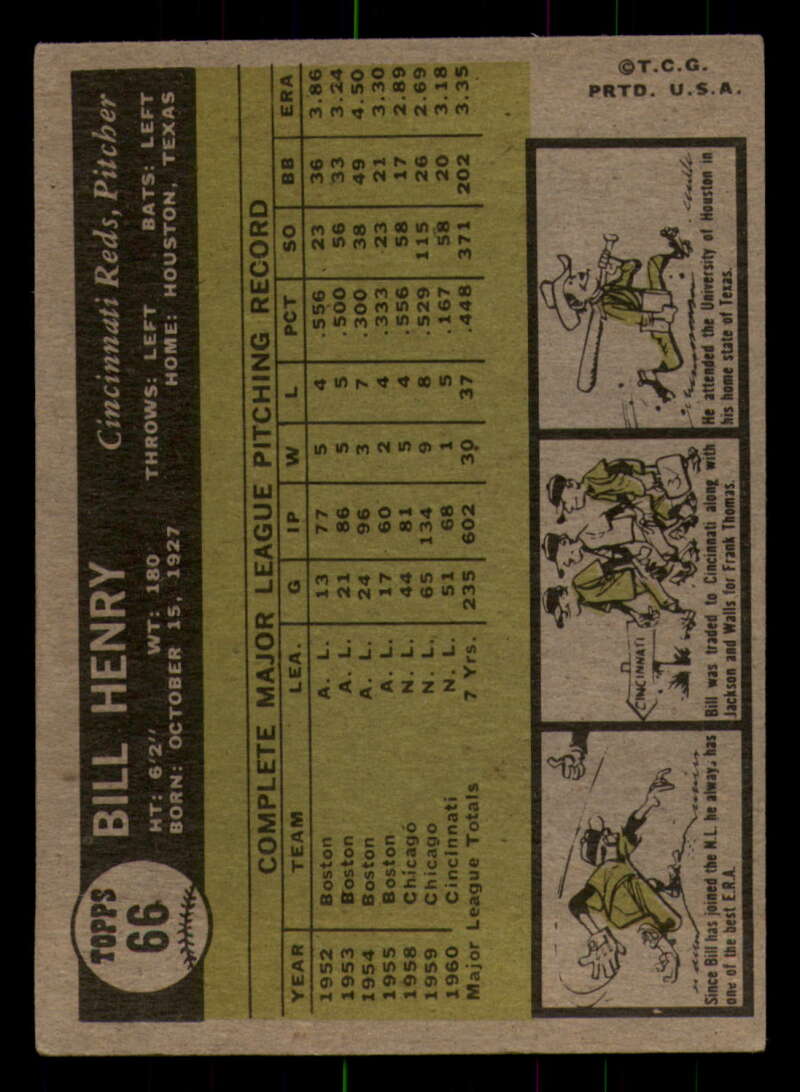 TOPPS
66
BILL HENRY Cincinnati Reds, Pitcher
HT: 6'2" WT: 180 THROWS: LEFT BATS: LEFT
BORN: OCTOBER 15, 1927 HOME: HOUSTON, TEXAS
COMPLETE MAJOR LEAGUE PITCHING RECORD
YEAR TEAM LEA. G IP W L PCT SO BB ERA
1952 Boston A. L. 13 77 5 4 .556 23 36 3.86
1953 Boston A. L. 21 86 5 5 .500 56 33 3.24
1954 Boston A. L. 24 96 3 7 .300 38 49 4.50
1955 Boston A. L. 17 60 2 4 .333 23 21 3.30
1958 Chicago N. L. 44 81 5 4 .556 58 17 2.89
1959 Chicago N. L. 65 134 9 8 .529 115 26 2.69
1960 Cincinnati N. L. 51 68 1 5 .167 58 20 3.18
Major League Totals 7 Yrs. 235 602 30 37 .448 371 202 3.35
Since Bill has joined the N.L. he always has
one of the best E.R.A.
CINCINNATI
Bill was traded to Cincinnati along with
Jackson and Walls for Frank Thomas.
He attended the University of Houston in
his home state of Texas.
©T.C.G.
PRTD. U.S.A.